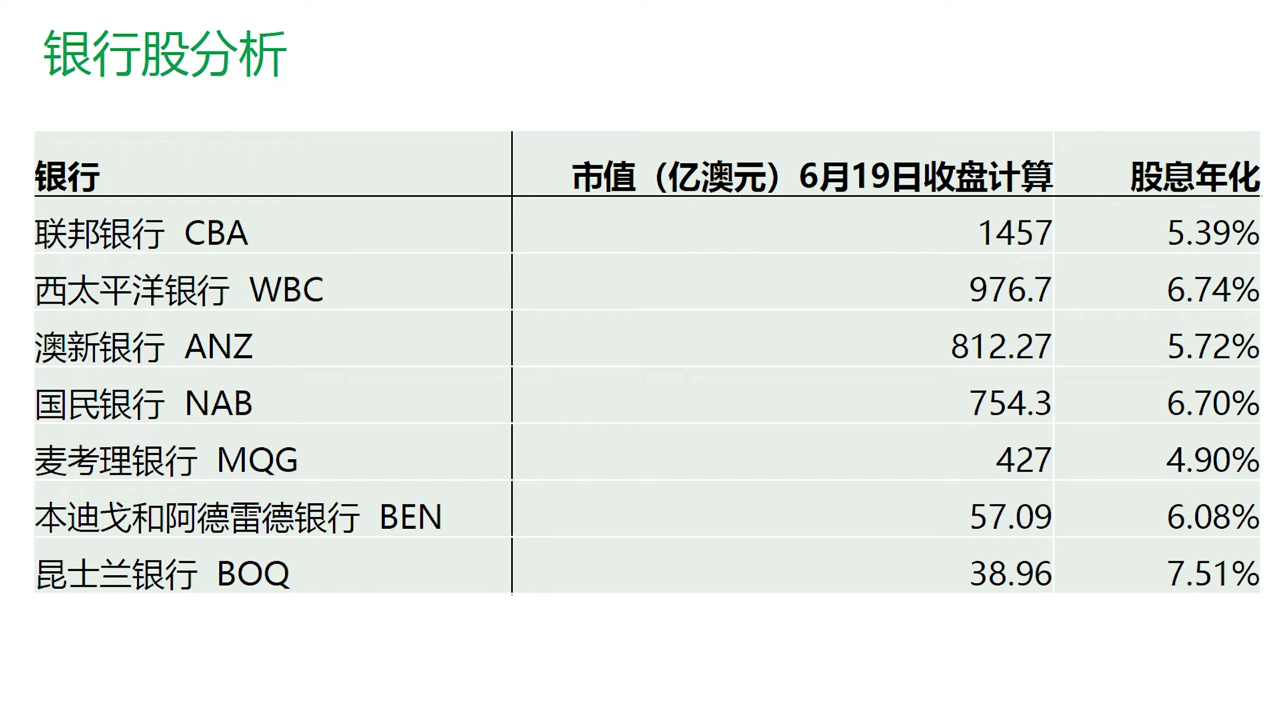 银行股分析
银行 市值（亿澳元）6月19日收盘计算 股息年化
联邦银行 CBA 1457 5.39%
西太平洋银行 WBC 976.7 6.74%
澳新银行 ANZ 812.27 5.72%
国民银行 NAB 754.3 6.70%
麦考理银行 MQG 427 4.90%
本迪戈和阿德雷德银行 BEN 57.09 6.08%
昆士兰银行 BOQ 38.96 7.51%